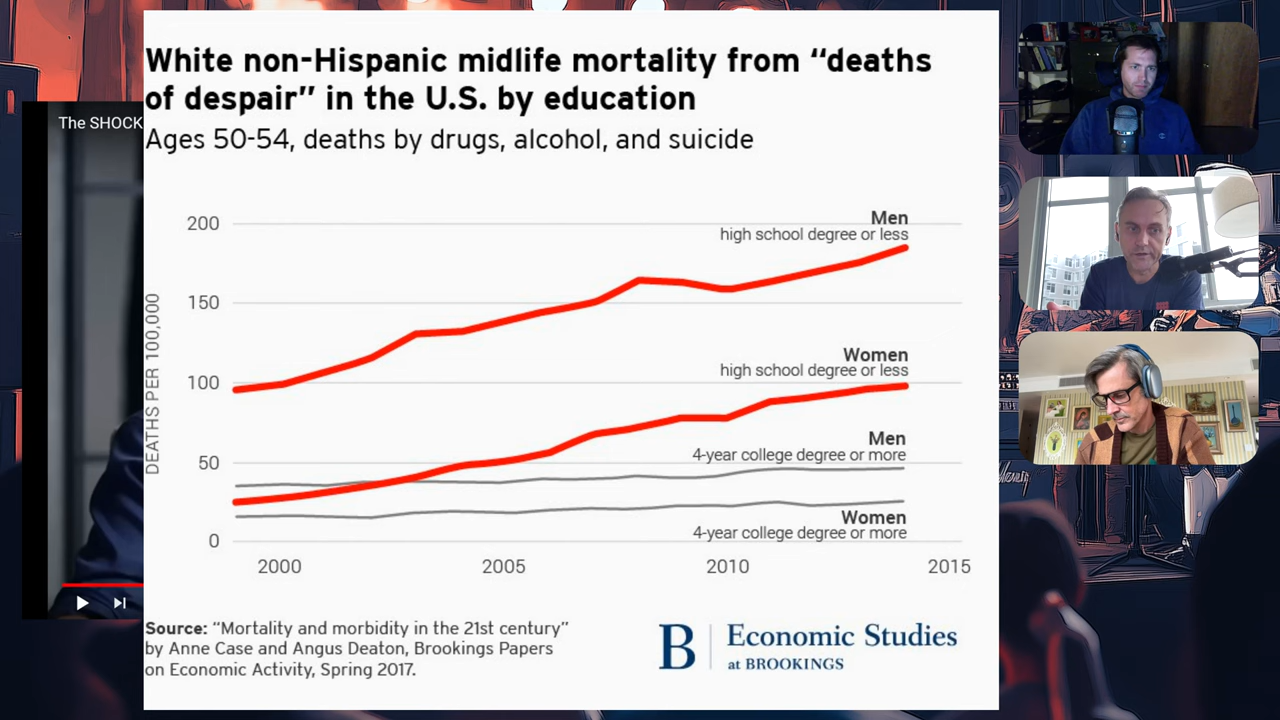 White non-Hispanic midlife mortality from “deaths
of despair” in the U.S. by education
Ages 50-54, deaths by drugs, alcohol, and suicide
The SHOCK
DEATHS PER 100,000
200
150
100
50
0
Men
high school degree or less
Women
high school degree or less
Men
4-year college degree or more
Women
4-year college degree or more
2000
2005
2010
2015
Source: “Mortality and morbidity in the 21st century”
by Anne Case and Angus Deaton, Brookings Papers
on Economic Activity, Spring 2017.
B
Economic Studies
at BROOKINGS